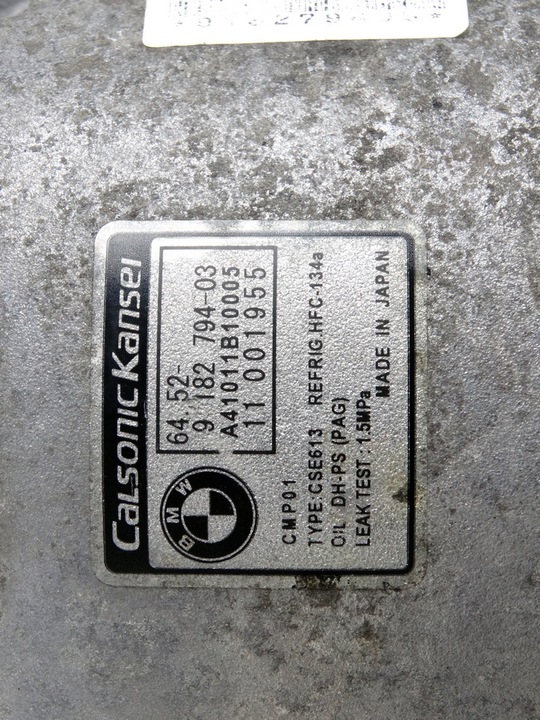 Calsonic Kansei
BMW
64. 52-
9 182 794-03
A41011B10005
11 001955
CMP01
TYPE:CSE613 REFRIG.HFC-134a
OIL DH-PS (PAG)
LEAK TEST : 1.5MPa
MADE IN JAPAN